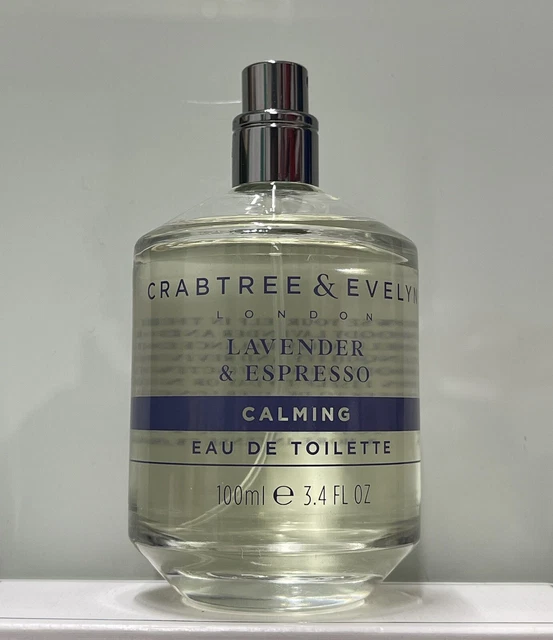 CRABTREE & EVELYN
LONDON
LAVENDER
& ESPRESSO
CALMING
EAU DE TOILETTE
100ml ℮ 3.4 FL OZ